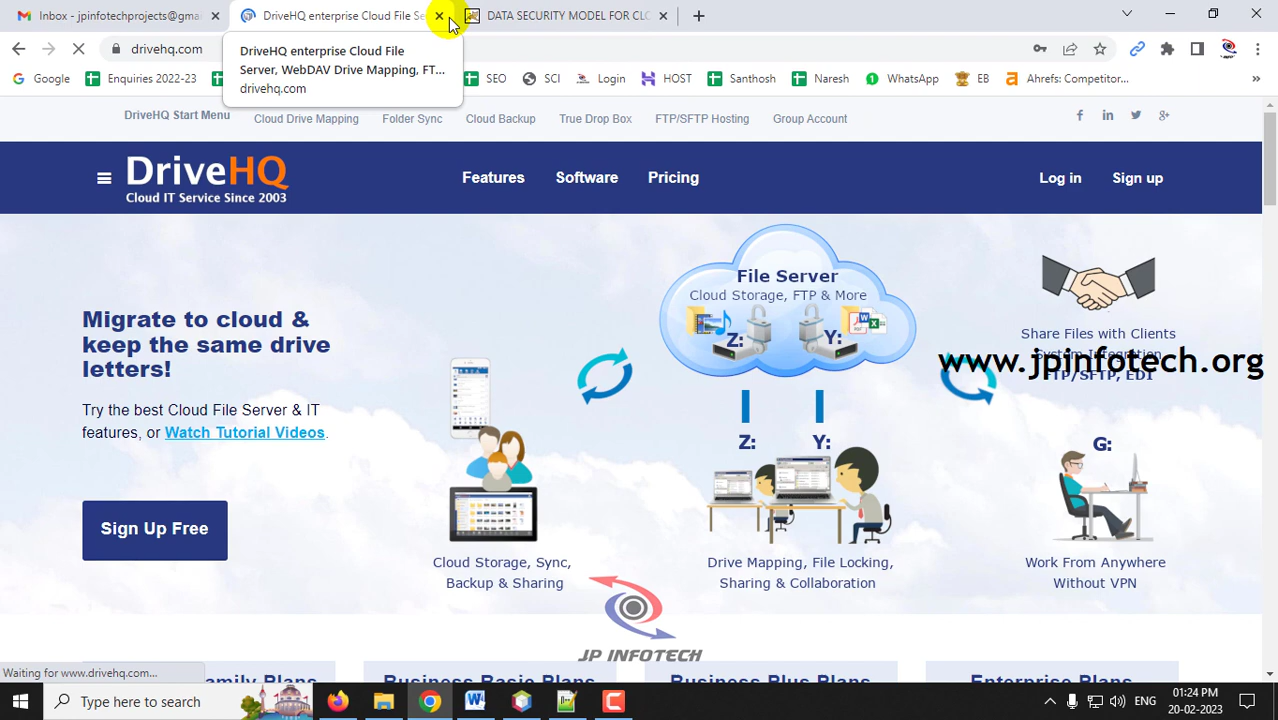 Inbox - jpinfotechprojects@gma
DriveHQ enterprise Cloud File Se
DATA SECURITY MODEL FOR CLO
drivehq.com
DriveHQ enterprise Cloud File
Server, WebDAV Drive Mapping, FT...
drivehq.com
Google
Enquiries 2022-23
SEO
SCI
Login
HOST
Santhosh
Naresh
WhatsApp
EB
Ahrefs: Competitor...
DriveHQ Start Menu
Cloud Drive Mapping
Folder Sync
Cloud Backup
True Drop Box
FTP/SFTP Hosting
Group Account
DriveHQ
Cloud IT Service Since 2003
Features
Software
Pricing
Log in
Sign up
Migrate to cloud &
keep the same drive
letters!
Try the best Cloud File Server & IT
features, or Watch Tutorial Videos.
Sign Up Free
File Server
Cloud Storage, FTP & More
Z:
Y:
Z:
Y:
Share Files with Clients
System Integration
FTP/SFTP, EDI
www.jpinfotech.org
G:
Cloud Storage, Sync,
Backup & Sharing
Drive Mapping, File Locking,
Sharing & Collaboration
Work From Anywhere
Without VPN
JP INFOTECH
Waiting for www.drivehq.com...
Family Plans
Business Basic Plans
Business Plus Plans
Enterprise Plans
Type here to search
ENG
01:24 PM
20-02-2023